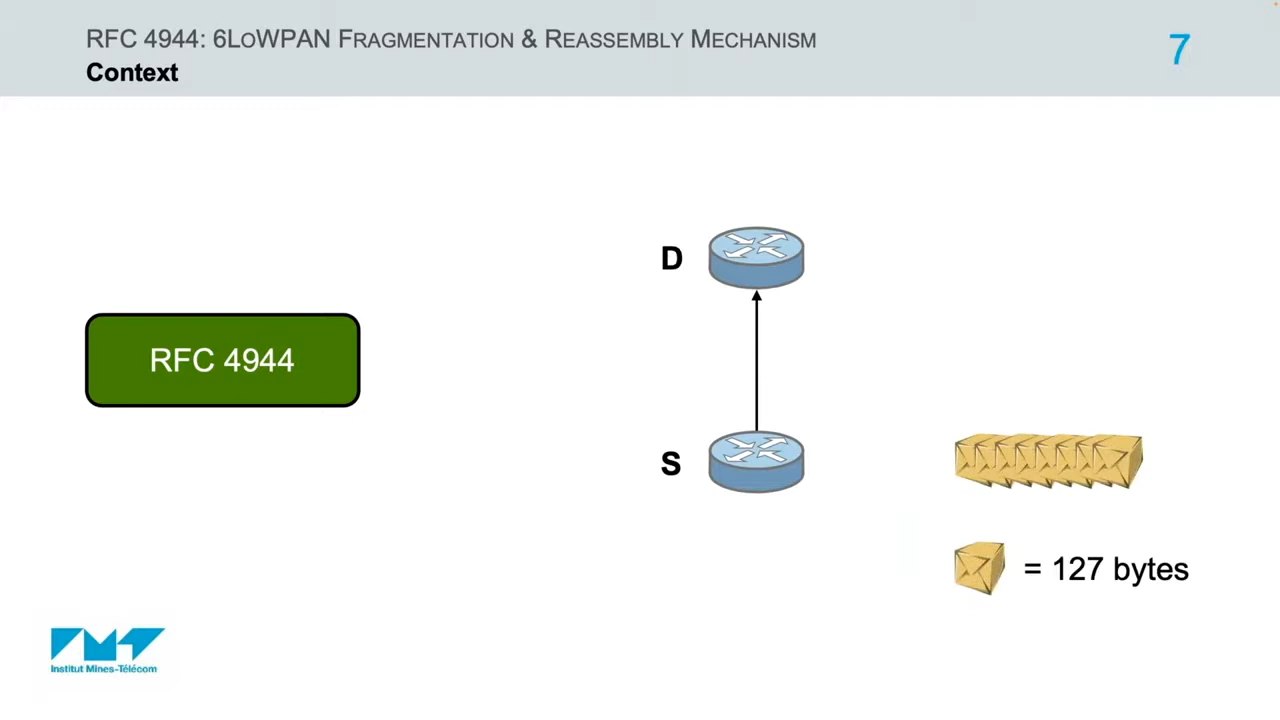 RFC 4944: 6LoWPAN Fragmentation & Reassembly Mechanism
Context
7
D
RFC 4944
S
= 127 bytes
Institut Mines-Télécom